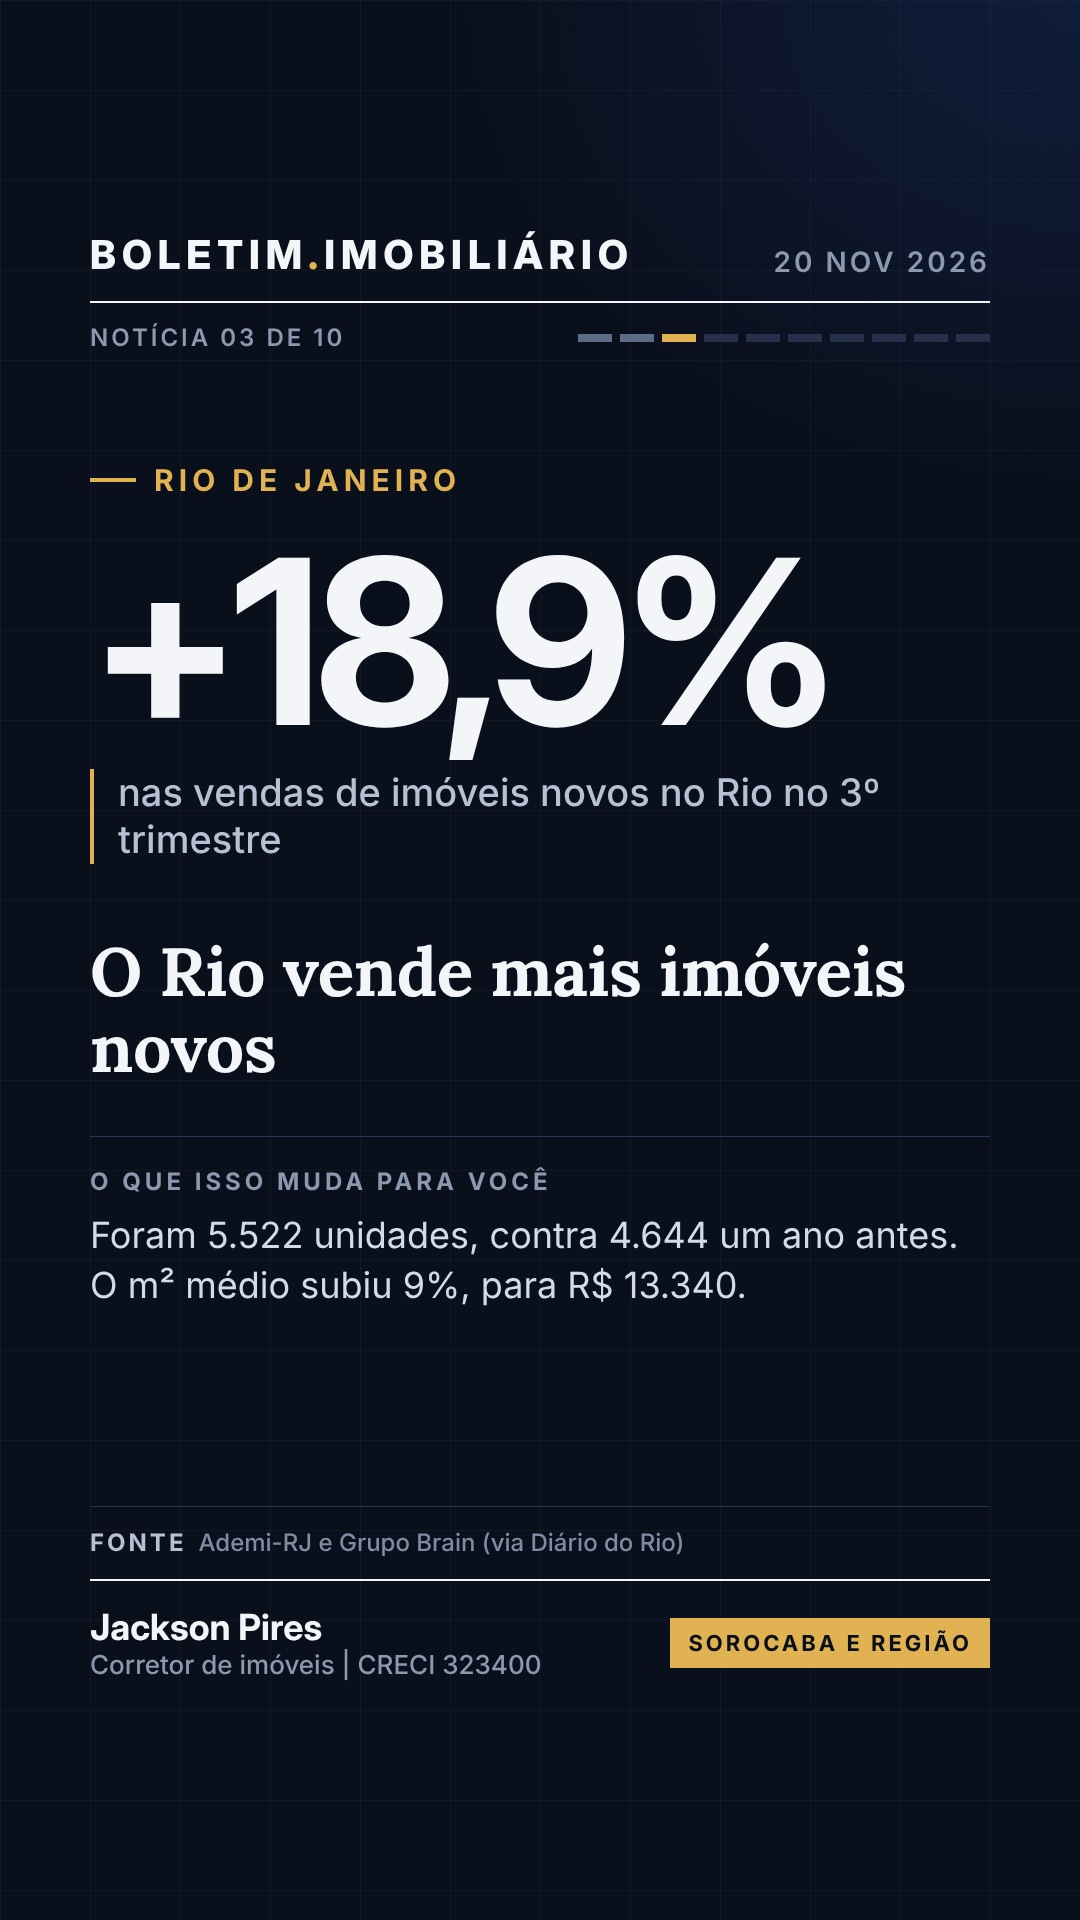 BOLETIM.IMOBILIÁRIO
20 NOV 2026
NOTÍCIA 03 DE 10
RIO DE JANEIRO
+18,9%
nas vendas de imóveis novos no Rio no 3º
trimestre
O Rio vende mais imóveis
novos
O QUE ISSO MUDA PARA VOCÊ
Foram 5.522 unidades, contra 4.644 um ano antes.
O m² médio subiu 9%, para R$ 13.340.
FONTE Ademi-RJ e Grupo Brain (via Diário do Rio)
Jackson Pires
Corretor de imóveis | CRECI 323400
SOROCABA E REGIÃO